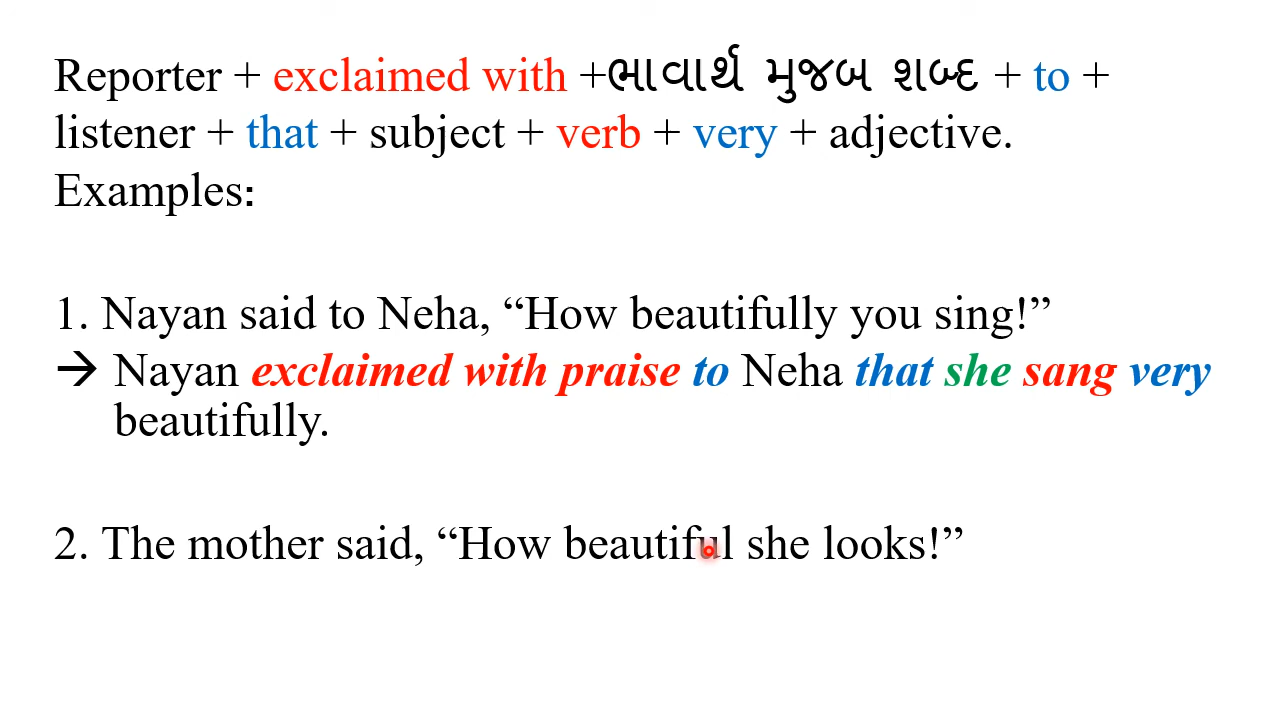 Reporter + exclaimed with +ભાવાર્થ મુજબ શબ્દ + to +
listener + that + subject + verb + very + adjective.
Examples:
1. Nayan said to Neha, “How beautifully you sing!”
→ Nayan exclaimed with praise to Neha that she sang very
beautifully.
2. The mother said, “How beautiful she looks!”